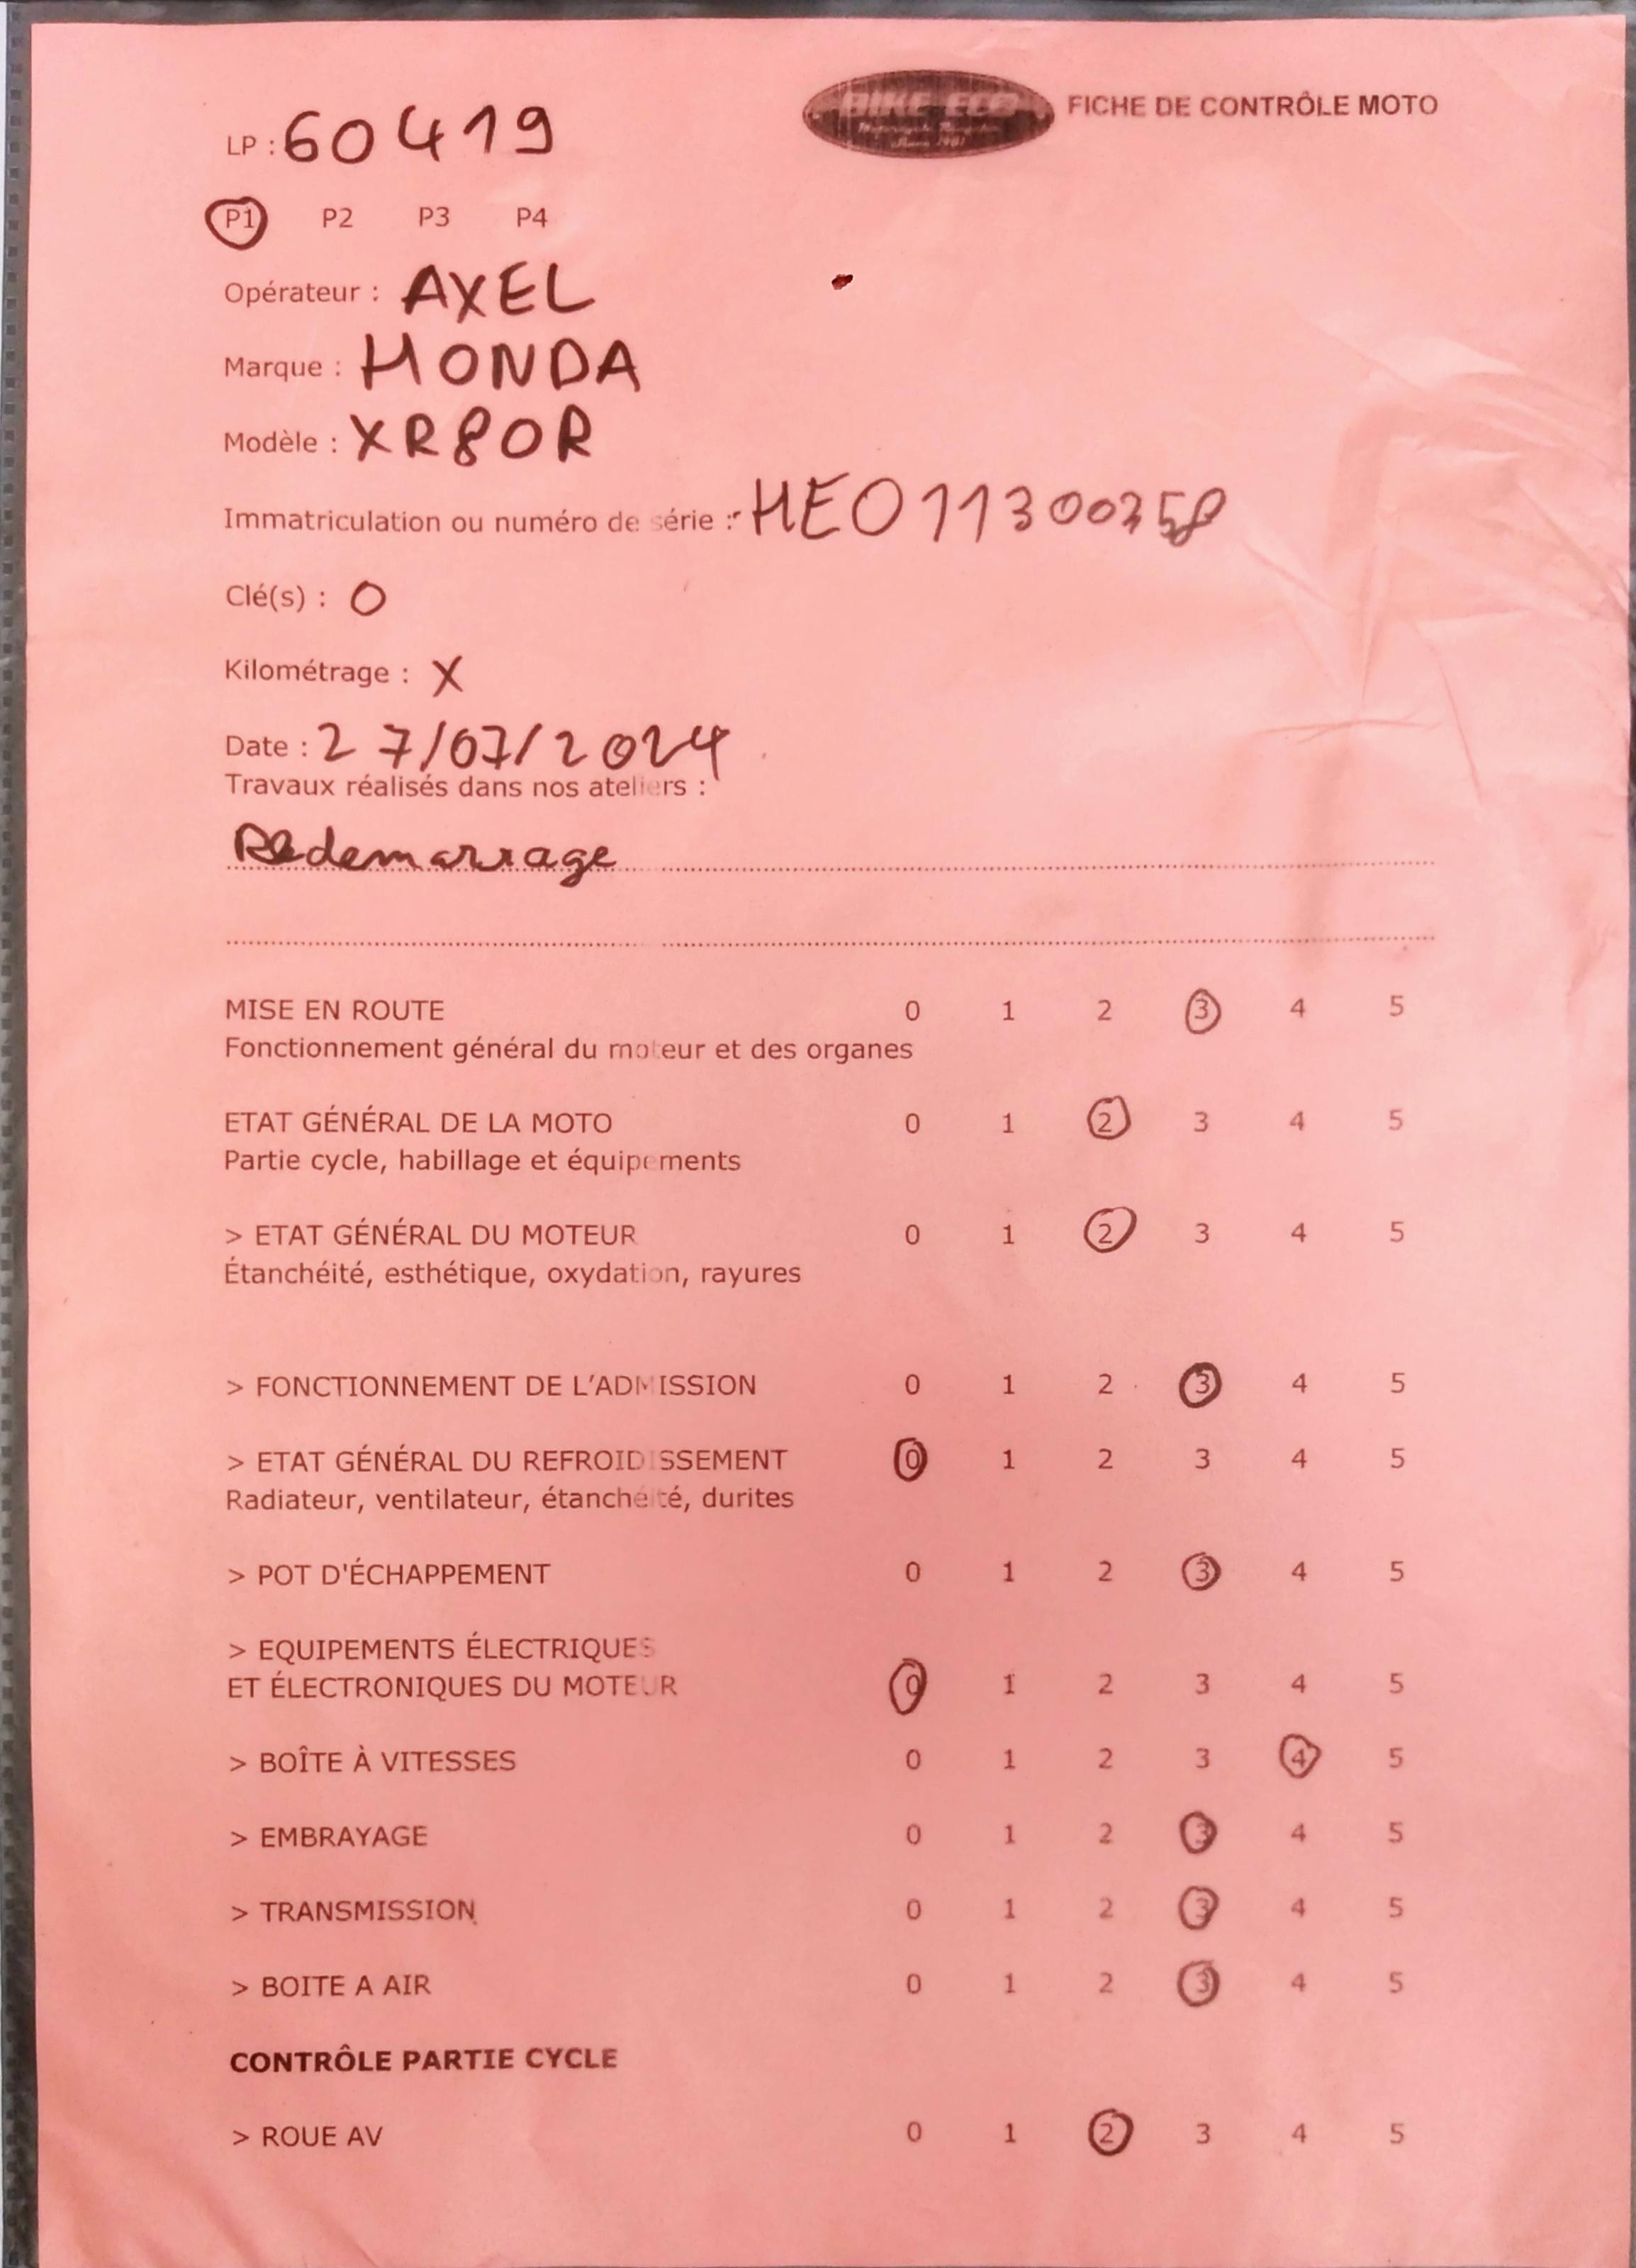 BIKE ECO
FICHE DE CONTRÔLE MOTO
LP : 60419
P1 P2 P3 P4
Opérateur : AXEL
Marque : HONDA
Modèle : XR80R
Immatriculation ou numéro de série :
Clé(s) : 0
Kilométrage : X
Date : 27/07/2024
Travaux réalisés dans nos ateliers :
Redemarrage
MISE EN ROUTE 0 1 2 3 4 5
Fonctionnement général du moteur et des organes
ETAT GÉNÉRAL DE LA MOTO 0 1 2 3 4 5
Partie cycle, habillage et équipements
> ETAT GÉNÉRAL DU MOTEUR 0 1 2 3 4 5
Étanchéité, esthétique, oxydation, rayures
> FONCTIONNEMENT DE L'ADMISSION 0 1 2 3 4 5
> ETAT GÉNÉRAL DU REFROIDISSEMENT 0 1 2 3 4 5
Radiateur, ventilateur, étanchéité, durites
> POT D'ÉCHAPPEMENT 0 1 2 3 4 5
> EQUIPEMENTS ÉLECTRIQUES
ET ÉLECTRONIQUES DU MOTEUR 0 1 2 3 4 5
> BOÎTE À VITESSES 0 1 2 3 4 5
> EMBRAYAGE 0 1 2 3 4 5
> TRANSMISSION 0 1 2 3 4 5
> BOITE A AIR 0 1 2 3 4 5
CONTRÔLE PARTIE CYCLE
> ROUE AV 0 1 2 3 4 5